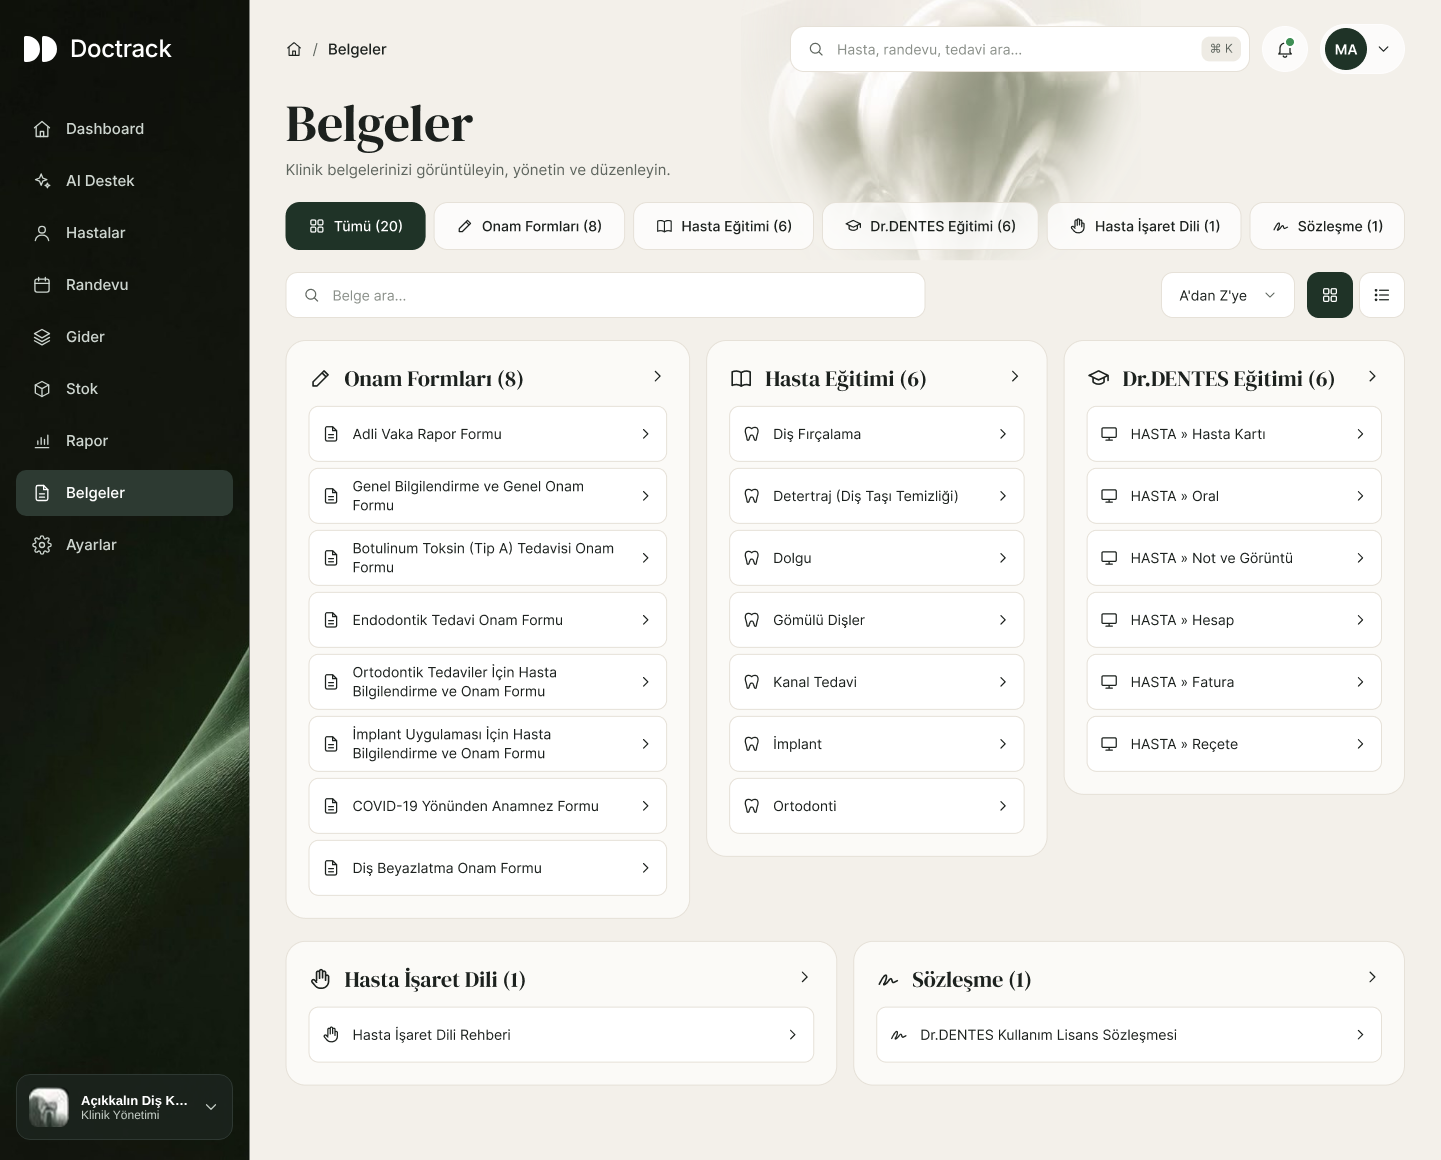 Doctrack
Dashboard
AI Destek
Hastalar
Randevu
Gider
Stok
Rapor
Belgeler
Ayarlar
Açıkkalın Diş K...
Klinik Yönetimi
/ Belgeler
Hasta, randevu, tedavi ara...
⌘ K
MA
Belgeler
Klinik belgelerinizi görüntüleyin, yönetin ve düzenleyin.
Tümü (20)
Onam Formları (8)
Hasta Eğitimi (6)
Dr.DENTES Eğitimi (6)
Hasta İşaret Dili (1)
Sözleşme (1)
Belge ara...
A'dan Z'ye
Onam Formları (8)
Adli Vaka Rapor Formu
Genel Bilgilendirme ve Genel Onam
Formu
Botulinum Toksin (Tip A) Tedavisi Onam
Formu
Endodontik Tedavi Onam Formu
Ortodontik Tedaviler İçin Hasta
Bilgilendirme ve Onam Formu
İmplant Uygulaması İçin Hasta
Bilgilendirme ve Onam Formu
COVID-19 Yönünden Anamnez Formu
Diş Beyazlatma Onam Formu
Hasta Eğitimi (6)
Diş Fırçalama
Detertraj (Diş Taşı Temizliği)
Dolgu
Gömülü Dişler
Kanal Tedavi
İmplant
Ortodonti
Dr.DENTES Eğitimi (6)
HASTA » Hasta Kartı
HASTA » Oral
HASTA » Not ve Görüntü
HASTA » Hesap
HASTA » Fatura
HASTA » Reçete
Hasta İşaret Dili (1)
Hasta İşaret Dili Rehberi
Sözleşme (1)
Dr.DENTES Kullanım Lisans Sözleşmesi